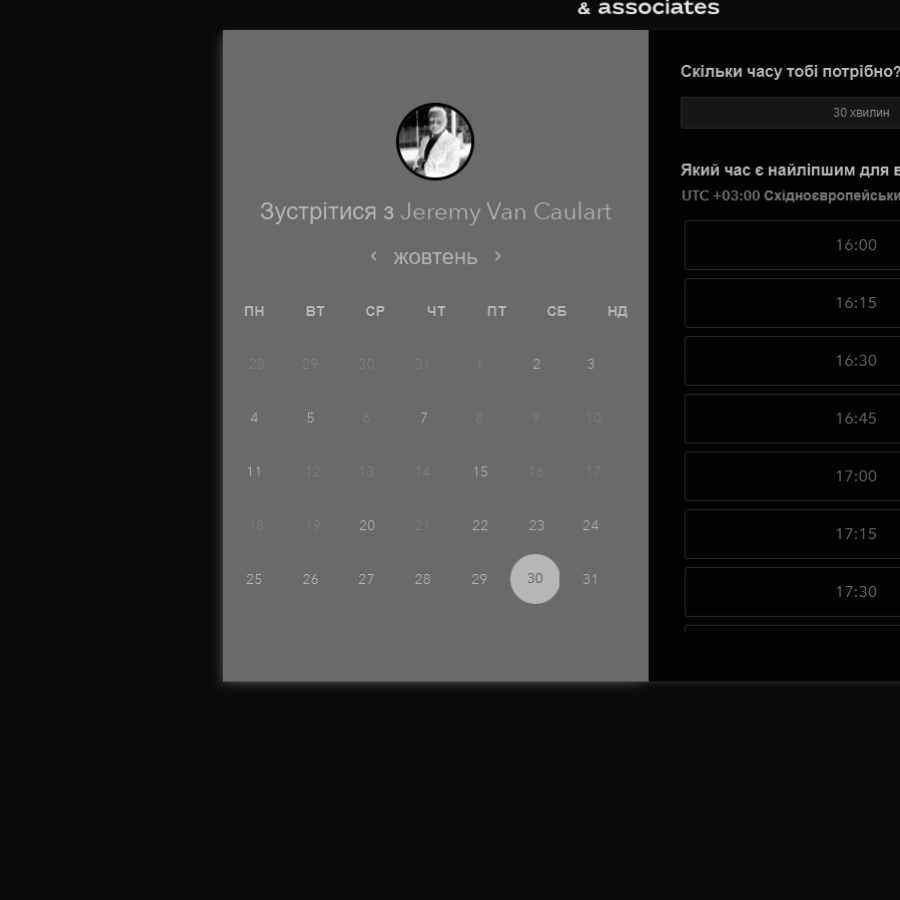 & associates
Зустрітися з Jeremy Van Caulart
жовтень
ПН ВТ СР ЧТ ПТ СБ НД
28 29 30 31 1 2 3
4 5 6 7 8 9 10
11 12 13 14 15 16 17
18 19 20 21 22 23 24
25 26 27 28 29 30 31
Скільки часу тобі потрібно?
30 хвилин
Який час є найліпшим для
UTC +03:00
16:00
16:15
16:30
16:45
17:00
17:15
17:30